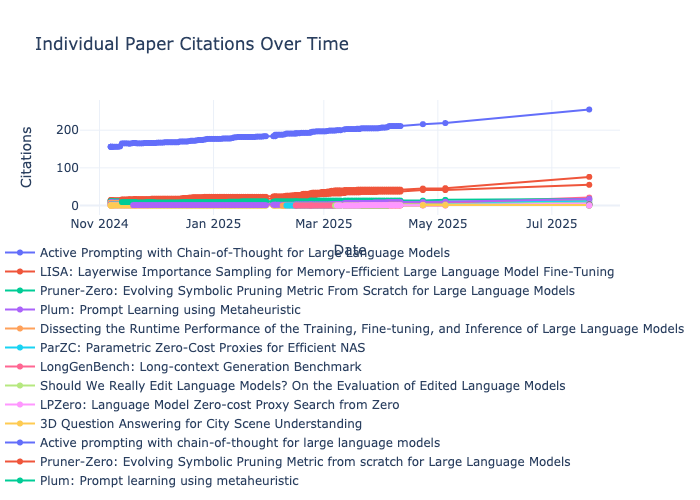 Individual Paper Citations Over Time
Citations
200
100
0
Nov 2024
Jan 2025
Mar 2025
May 2025
Jul 2025
Date
Active Prompting with Chain-of-Thought for Large Language Models
LISA: Layerwise Importance Sampling for Memory-Efficient Large Language Model Fine-Tuning
Pruner-Zero: Evolving Symbolic Pruning Metric From Scratch for Large Language Models
Plum: Prompt Learning using Metaheuristic
Dissecting the Runtime Performance of the Training, Fine-tuning, and Inference of Large Language Models
ParZC: Parametric Zero-Cost Proxies for Efficient NAS
LongGenBench: Long-context Generation Benchmark
Should We Really Edit Language Models? On the Evaluation of Edited Language Models
LPZero: Language Model Zero-cost Proxy Search from Zero
3D Question Answering for City Scene Understanding
Active prompting with chain-of-thought for large language models
Pruner-Zero: Evolving Symbolic Pruning Metric from scratch for Large Language Models
Plum: Prompt learning using metaheuristic